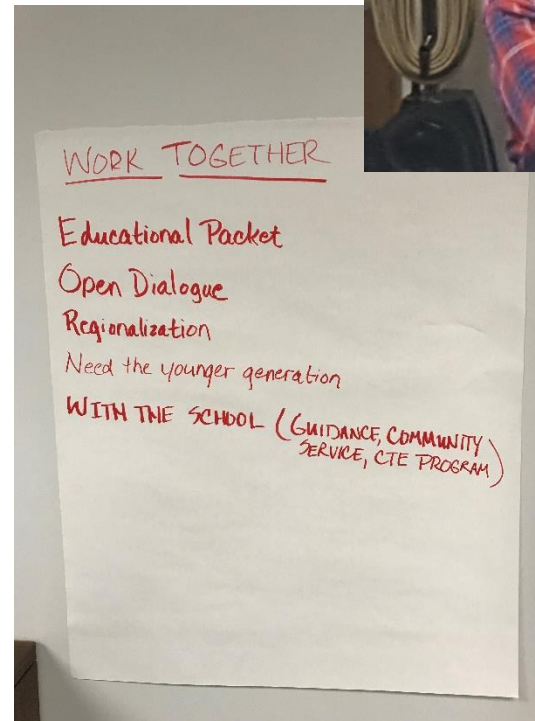 WORK TOGETHER
Educational Packet
Open Dialogue
Regionalization
Need the younger generation
WITH THE SCHOOL (GUIDANCE, COMMUNITY
SERVICE, CTE PROGRAM)